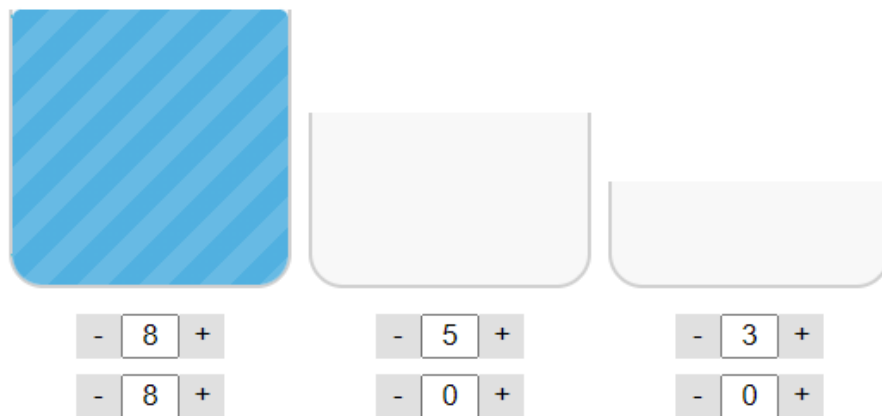 - 8 + - 5 + - 3 +
- 8 + - 0 + - 0 +